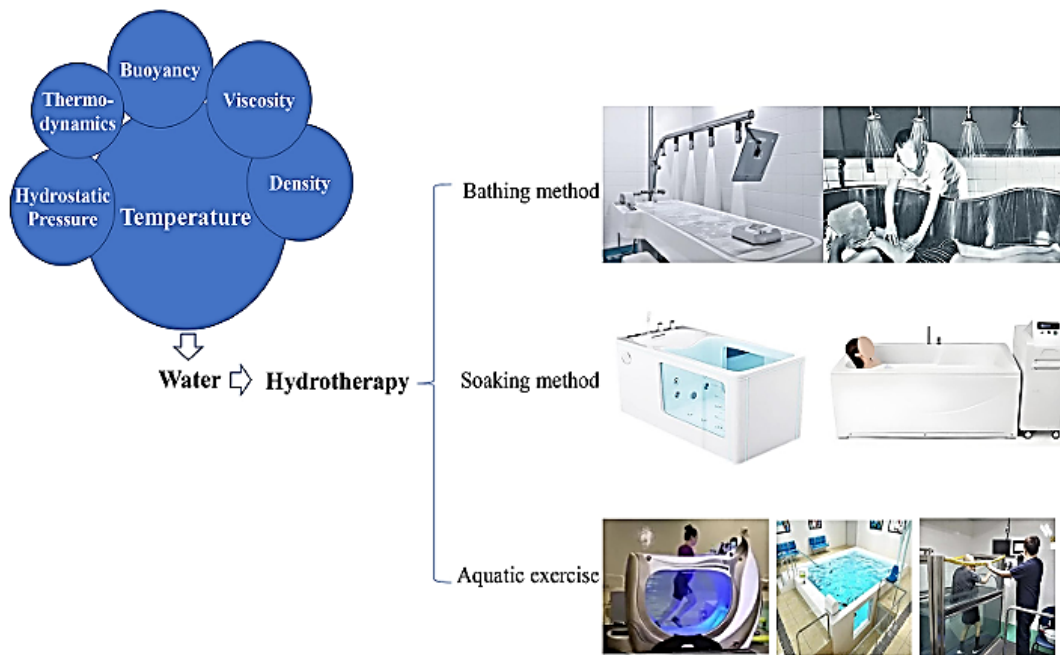 Buoyancy
Thermo-
dynamics
Viscosity
Hydrostatic
Pressure
Temperature
Density
Bathing method
Water
Hydrotherapy
Soaking method
Aquatic exercise